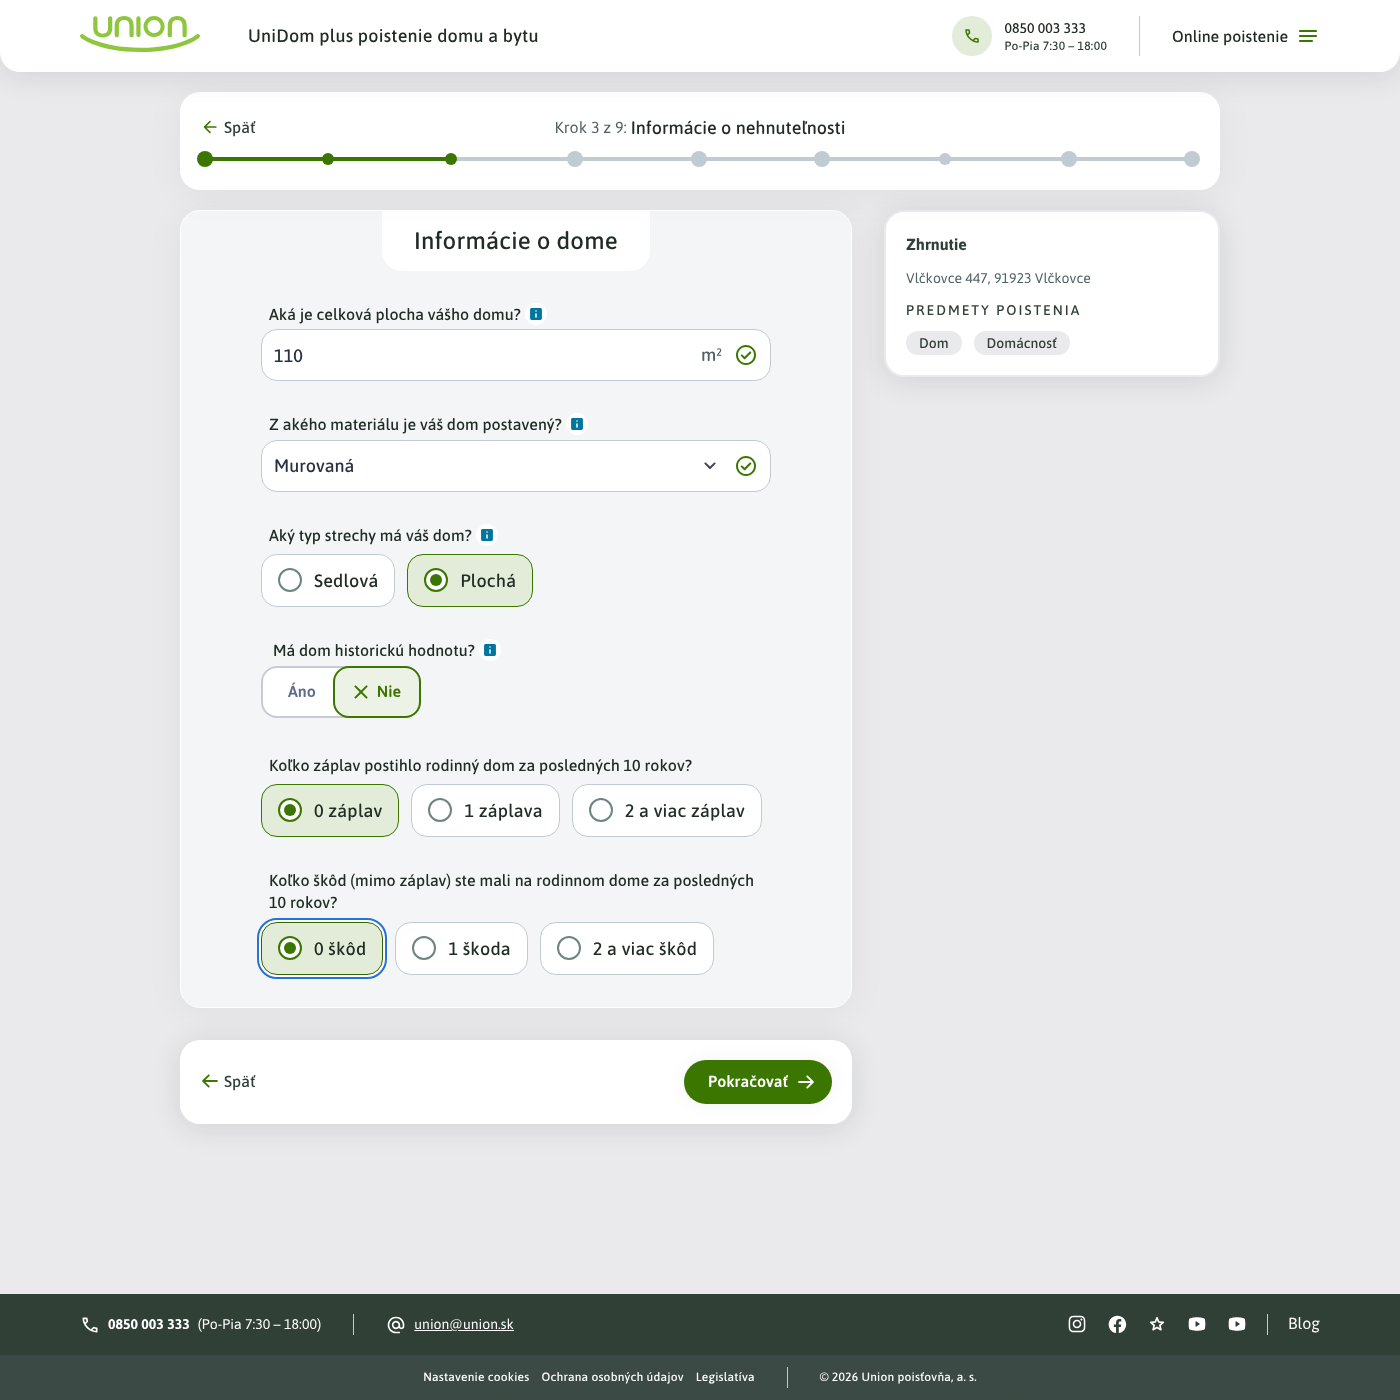 union
UniDom plus poistenie domu a bytu
0850 003 333
Po-Pia 7:30 – 18:00
Online poistenie
Späť
Krok 3 z 9: Informácie o nehnuteľnosti
Informácie o dome
Aká je celková plocha vášho domu?
110 m²
Z akého materiálu je váš dom postavený?
Murovaná
Aký typ strechy má váš dom?
Sedlová Plochá
Má dom historickú hodnotu?
Áno Nie
Koľko záplav postihlo rodinný dom za posledných 10 rokov?
0 záplav 1 záplava 2 a viac záplav
Koľko škôd (mimo záplav) ste mali na rodinnom dome za posledných
10 rokov?
0 škôd 1 škoda 2 a viac škôd
Zhrnutie
Vlčkovce 447, 91923 Vlčkovce
PREDMETY POISTENIA
Dom Domácnosť
Späť Pokračovať
0850 003 333 (Po-Pia 7:30 – 18:00) union@union.sk Blog
Nastavenie cookies Ochrana osobných údajov Legislatíva © 2026 Union poisťovňa, a. s.